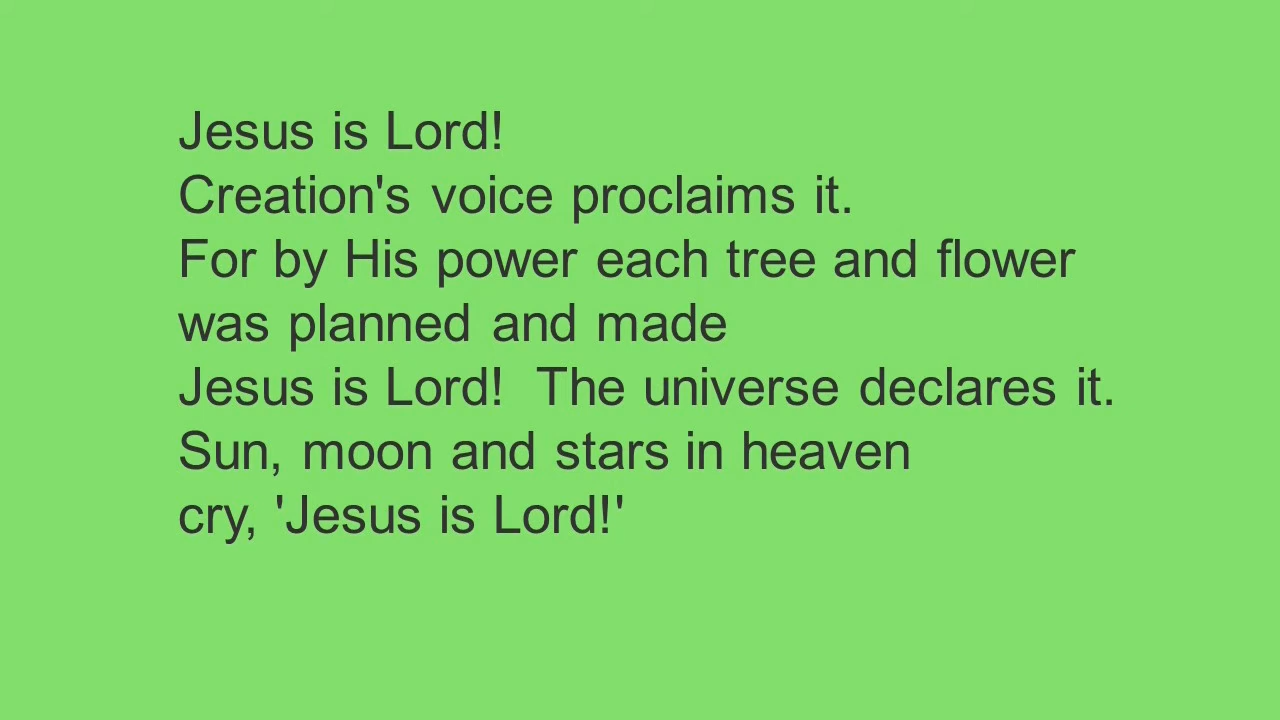 Jesus is Lord!
Creation's voice proclaims it.
For by His power each tree and flower
was planned and made
Jesus is Lord!  The universe declares it.
Sun, moon and stars in heaven
cry, 'Jesus is Lord!'